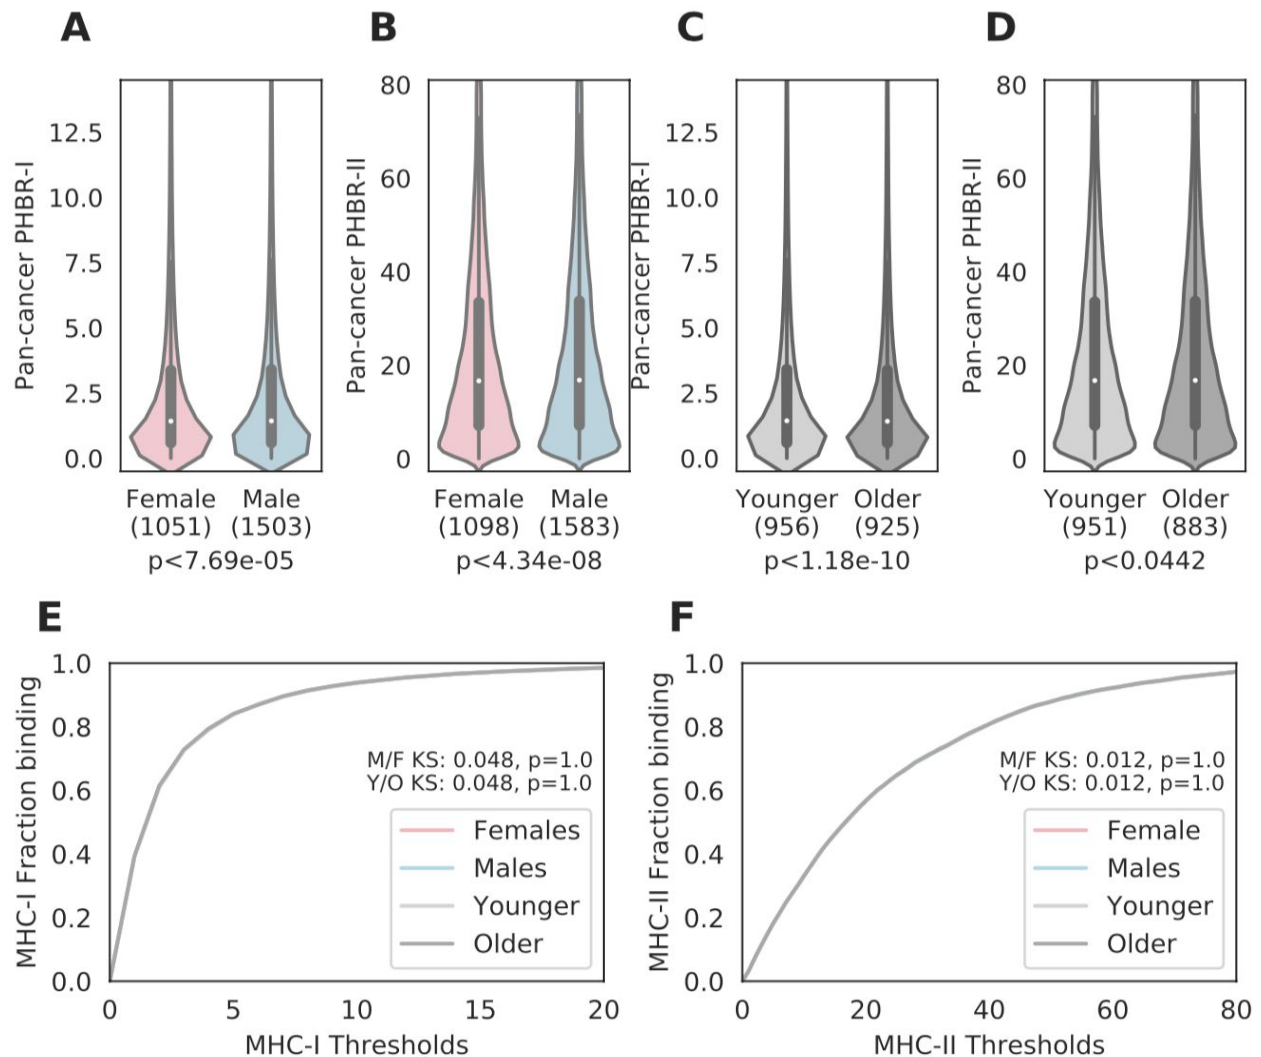 A
B
C
D
Pan-cancer PHBR-I
12.5
10.0
7.5
5.0
2.5
0.0
Female
(1051)
Male
(1503)
p<7.69e-05
Pan-cancer PHBR-II
80
60
40
20
0
Female
(1098)
Male
(1583)
p<4.34e-08
Pan-cancer PHBR-I
12.5
10.0
7.5
5.0
2.5
0.0
Younger
(956)
Older
(925)
p<1.18e-10
Pan-cancer PHBR-II
80
60
40
20
0
Younger
(951)
Older
(883)
p<0.0442
E
MHC-I Fraction binding
1.0
0.8
0.6
0.4
0.2
0.0
M/F KS: 0.048, p=1.0
Y/O KS: 0.048, p=1.0
Females
Males
Younger
Older
0 5 10 15 20
MHC-I Thresholds
F
MHC-II Fraction binding
1.0
0.8
0.6
0.4
0.2
0.0
M/F KS: 0.012, p=1.0
Y/O KS: 0.012, p=1.0
Female
Males
Younger
Older
0 20 40 60 80
MHC-II Thresholds